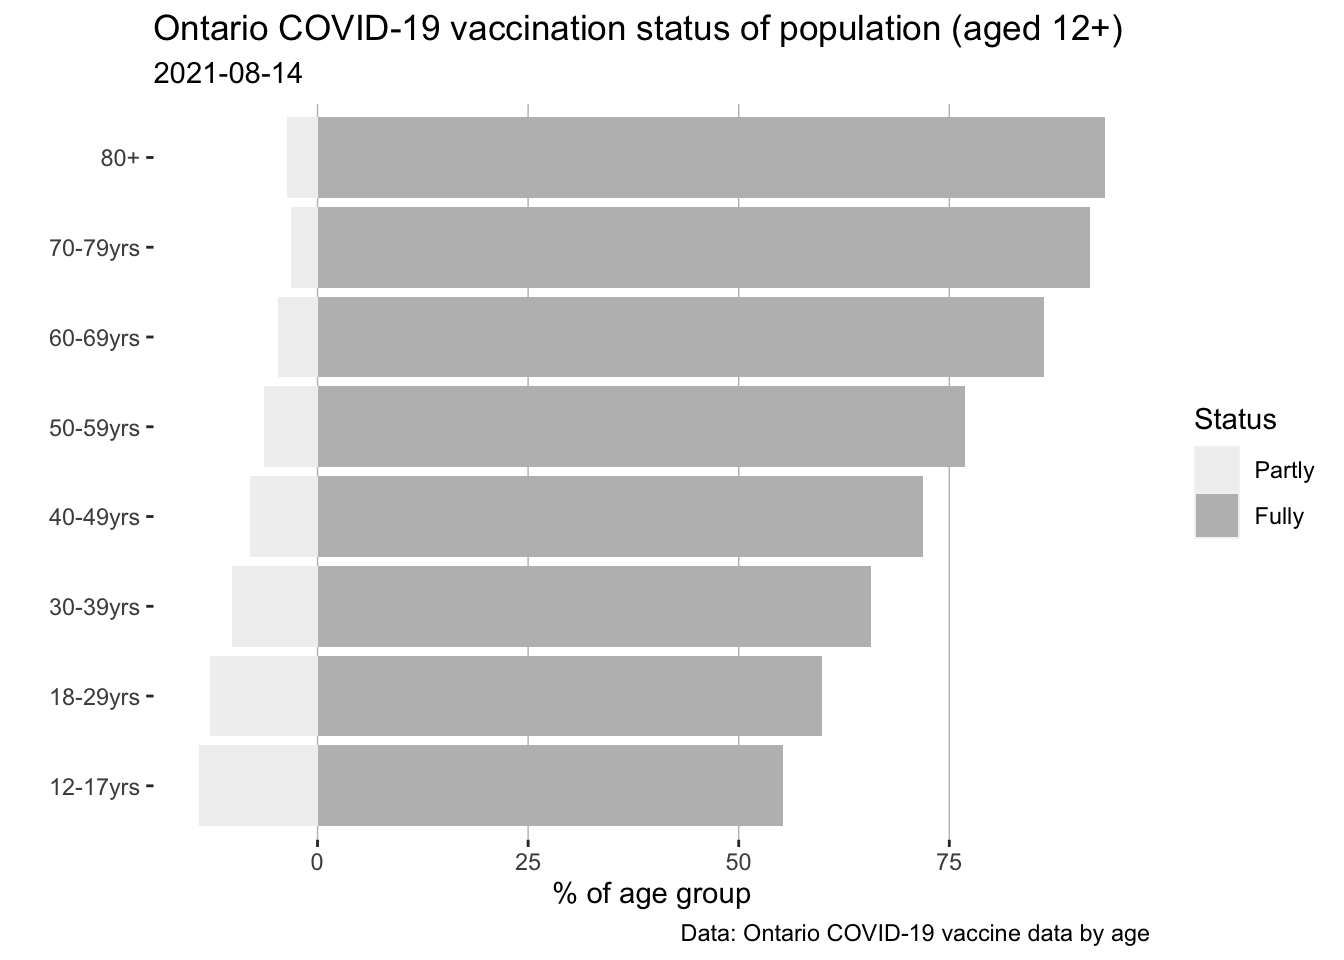 Ontario COVID-19 vaccination status of population (aged 12+)
2021-08-14
80+
70-79yrs
60-69yrs
50-59yrs
40-49yrs
30-39yrs
18-29yrs
12-17yrs
0 25 50 75
% of age group
Status
Partly
Fully
Data: Ontario COVID-19 vaccine data by age